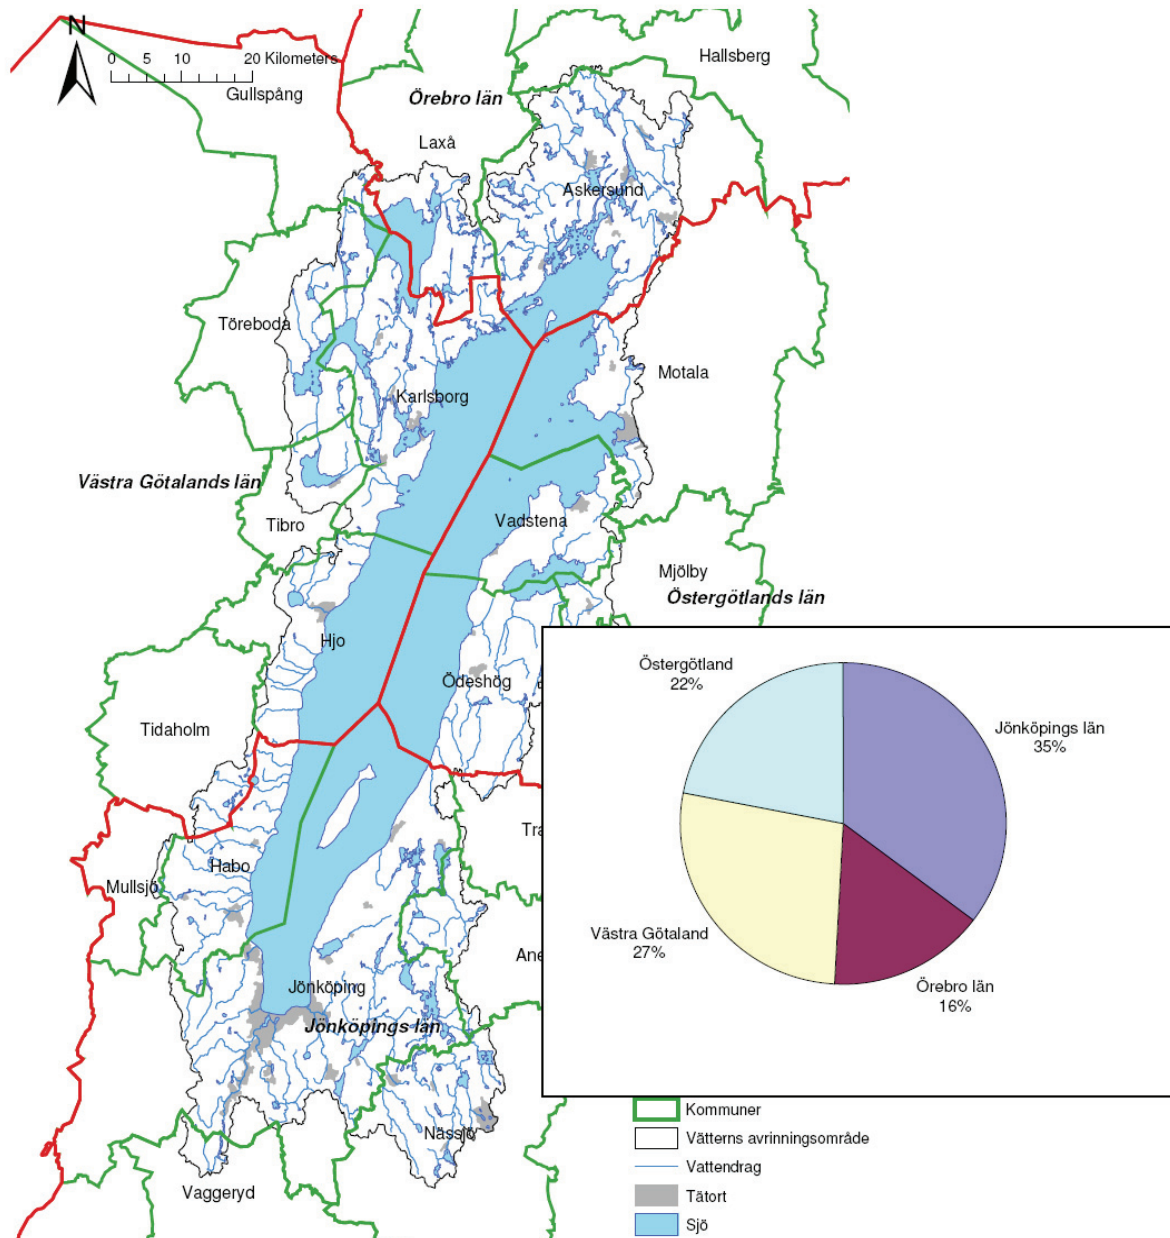 N
0 5 10 20 Kilometers
Hallsberg
Gullspång
Örebro län
Laxå
Askersund
Töreboda
Motala
Karlsborg
Västra Götalands län
Tibro
Vadstena
Mjölby
Östergötlands län
Hjo
Ödeshög
Tidaholm
Tra
Habo
Mullsjö
Ane
Jönköping
Jönköpings län
Nässjö
Vaggeryd
Östergötland
22%
Jönköpings län
35%
Västra Götaland
27%
Örebro län
16%
Kommuner
Vätterns avrinningsområde
Vattendrag
Tätort
Sjö